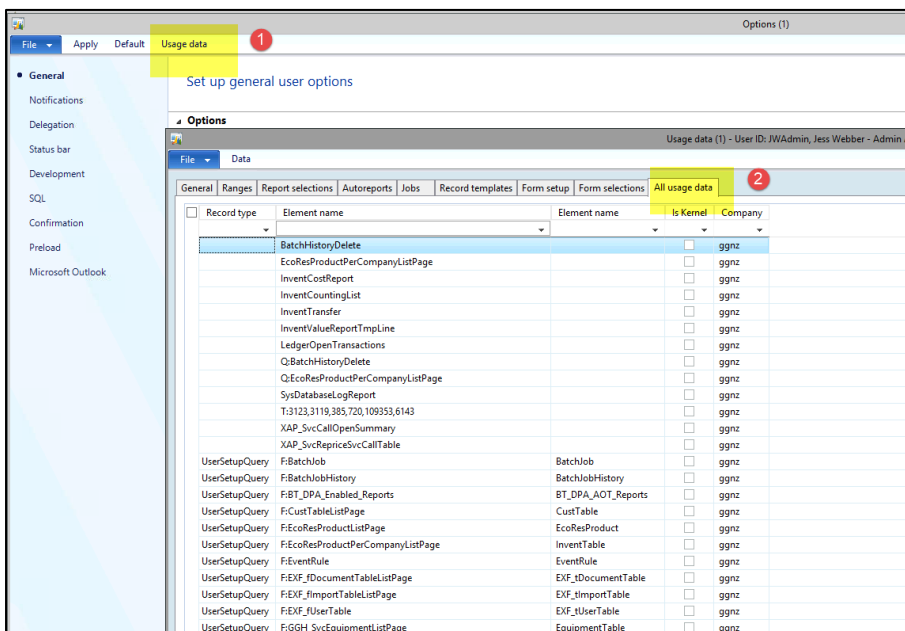 Options (1)
File Apply Default Usage data 1
General
Notifications
Delegation
Status bar
Development
SQL
Confirmation
Preload
Microsoft Outlook
Set up general user options
Options
Usage data (1) - User ID: JWAdmin, Jess Webber - Admin
File Data
General Ranges Report selections Autoreports Jobs Record templates Form setup Form selections All usage data 2
Record type Element name Element name Is Kernel Company
BatchHistoryDelete ggnz
EcoResProductPerCompanyListPage ggnz
InventCostReport ggnz
InventCountingList ggnz
InventTransfer ggnz
InventValueReportTmpLine ggnz
LedgerOpenTransactions ggnz
Q:BatchHistoryDelete ggnz
Q:EcoResProductPerCompanyListPage ggnz
SysDatabaseLogReport ggnz
T:3123,3119,385,720,109353,6143 ggnz
XAP_SvcCallOpenSummary ggnz
XAP_SvcRepriceSvcCallTable ggnz
UserSetupQuery F:BatchJob BatchJob ggnz
UserSetupQuery F:BatchJobHistory BatchJobHistory ggnz
UserSetupQuery F:BT_DPA_Enabled_Reports BT_DPA_AOT_Reports ggnz
UserSetupQuery F:CustTableListPage CustTable ggnz
UserSetupQuery F:EcoResProductListPage EcoResProduct ggnz
UserSetupQuery F:EcoResProductPerCompanyListPage InventTable ggnz
UserSetupQuery F:EventRule EventRule ggnz
UserSetupQuery F:EXF_fDocumentTableListPage EXF_tDocumentTable ggnz
UserSetupQuery F:EXF_fImportTableListPage EXF_tImportTable ggnz
UserSetupQuery F:EXF_fUserTable EXF_tUserTable ggnz
UserSetupQuery F:GGH_SvcEquipmentListPage EquipmentTable ggnz